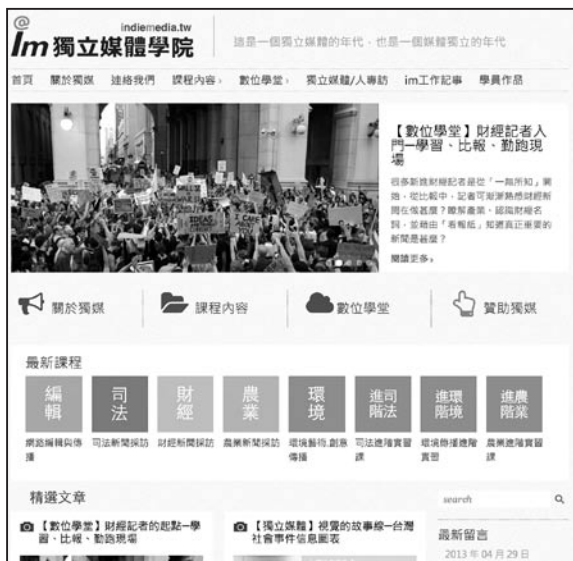 indiemedia.tw
@
Im 獨立媒體學院
這是一個獨立媒體的年代，也是一個媒體獨立的年代
首頁 關於獨媒 連絡我們 課程內容› 數位學堂› 獨立媒體/人專訪 im工作記事 學員作品
【數位學堂】財經記者入
門─學習、比報、勤跑現
場
很多新進財經記者是從「一無所知」開
始，從比報中，記者可漸漸熟悉財經新
聞在做甚麼？瞭解產業、認識財經名
詞，並藉由「看報紙」知道真正重要的
新聞是甚麼？
閱讀更多›
IDEAS
I CARE
關於獨媒 課程內容 數位學堂 贊助獨媒
最新課程
編輯 司法 財經 農業 環境 進司階法 進環階境 進農階業
網路編輯與傳播 司法新聞採訪 財經新聞採訪 農業新聞採訪 環境藝術.創意傳播 司法進階實習課 環境傳播進階實習 農業進階實習課
精選文章
search
【數位學堂】財經記者的起點─學
習、比報、勤跑現場
【獨立媒體】視覺的故事線─台灣
社會事件信息圖表
最新留言
2013 年 04 月 29 日